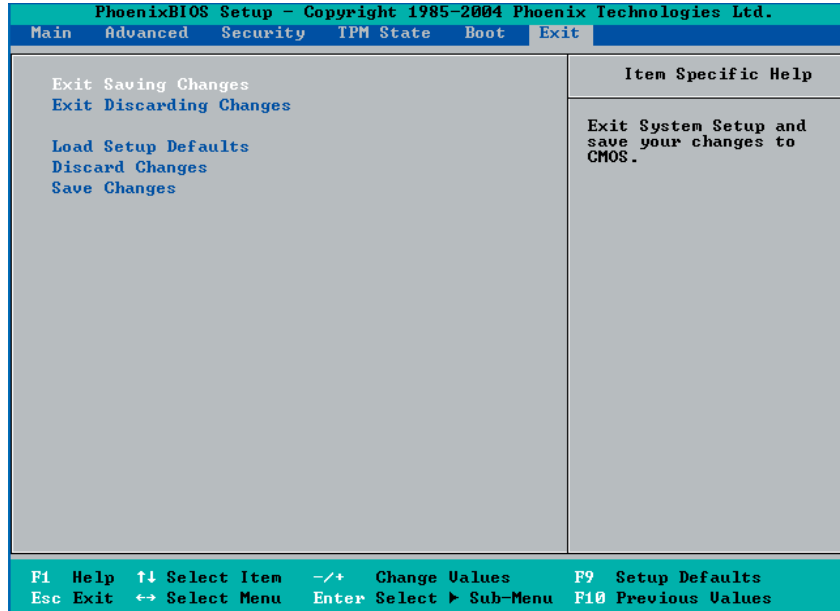 PhoenixBIOS Setup - Copyright 1985-2004 Phoenix Technologies Ltd.
Main Advanced Security TPM State Boot Exit
Exit Saving Changes
Exit Discarding Changes
Load Setup Defaults
Discard Changes
Save Changes
Item Specific Help
Exit System Setup and
save your changes to
CMOS.
F1 Help ↑↓ Select Item -/+ Change Values F9 Setup Defaults
Esc Exit ↔ Select Menu Enter Select ▶ Sub-Menu F10 Previous Values